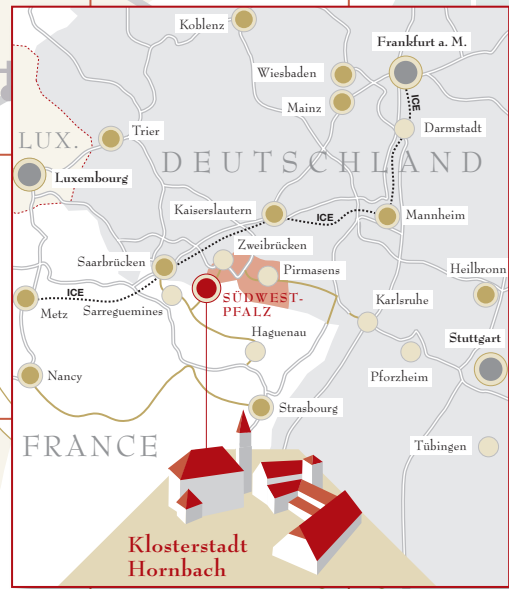 Koblenz
Frankfurt a. M.
Wiesbaden
Mainz
ICE
Darmstadt
Trier
LUX.
DEUTSCHLAND
Luxembourg
Kaiserslautern
ICE
Mannheim
Zweibrücken
Saarbrücken
Pirmasens
Heilbronn
ICE
SÜDWEST-
PFALZ
Metz
Sarreguemines
Karlsruhe
Haguenau
Stuttgart
Nancy
Pforzheim
Strasbourg
FRANCE
Tübingen
Klosterstadt
Hornbach